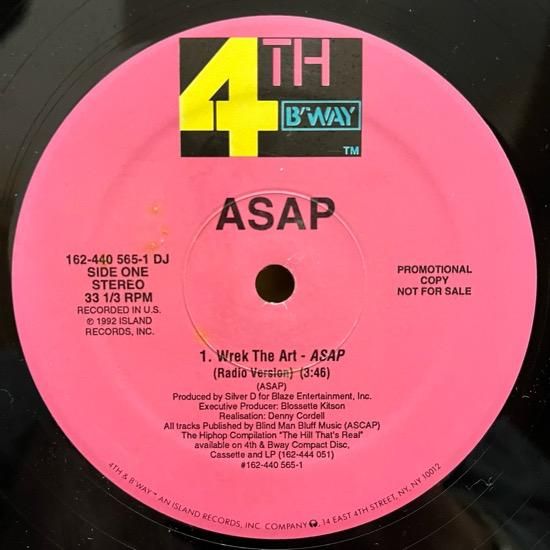 4TH
B'WAY
TM
ASAP
162-440 565-1 DJ
SIDE ONE
STEREO
33 1/3 RPM
RECORDED IN U.S.
℗ 1992 ISLAND
RECORDS, INC.
PROMOTIONAL
COPY
NOT FOR SALE
1. Wrek The Art - ASAP
(Radio Version) (3:46)
(ASAP)
Produced by Silver D for Blaze Entertainment, Inc.
Executive Producer: Blossette Kitson
Realisation: Denny Cordell
All tracks Published by Blind Man Bluff Music (ASCAP)
The Hiphop Compilation "The Hill That's Real"
available on 4th & Bway Compact Disc,
Cassette and LP (162-444 051)
#162-440 565-1
4TH & B'WAY™ AN ISLAND RECORDS, INC. COMPANY, 14 EAST 4TH STREET, NY, NY 10012